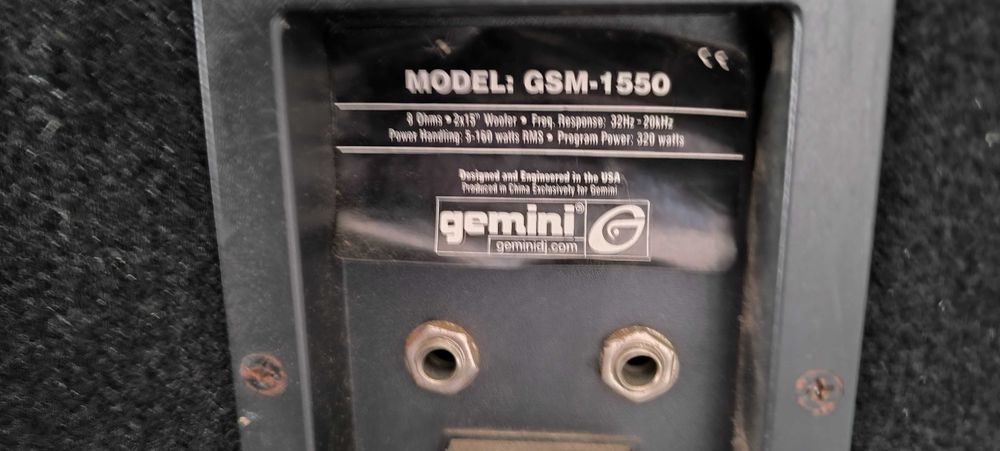 CE
MODEL: GSM-1550
8 Ohms • 2x15" Woofer • Freq. Response: 32Hz - 20kHz
Power Handling: 5-160 watts RMS • Program Power: 320 watts
Designed and Engineered in the USA
Produced in China Exclusively for Gemini
gemini®
geminidj.com